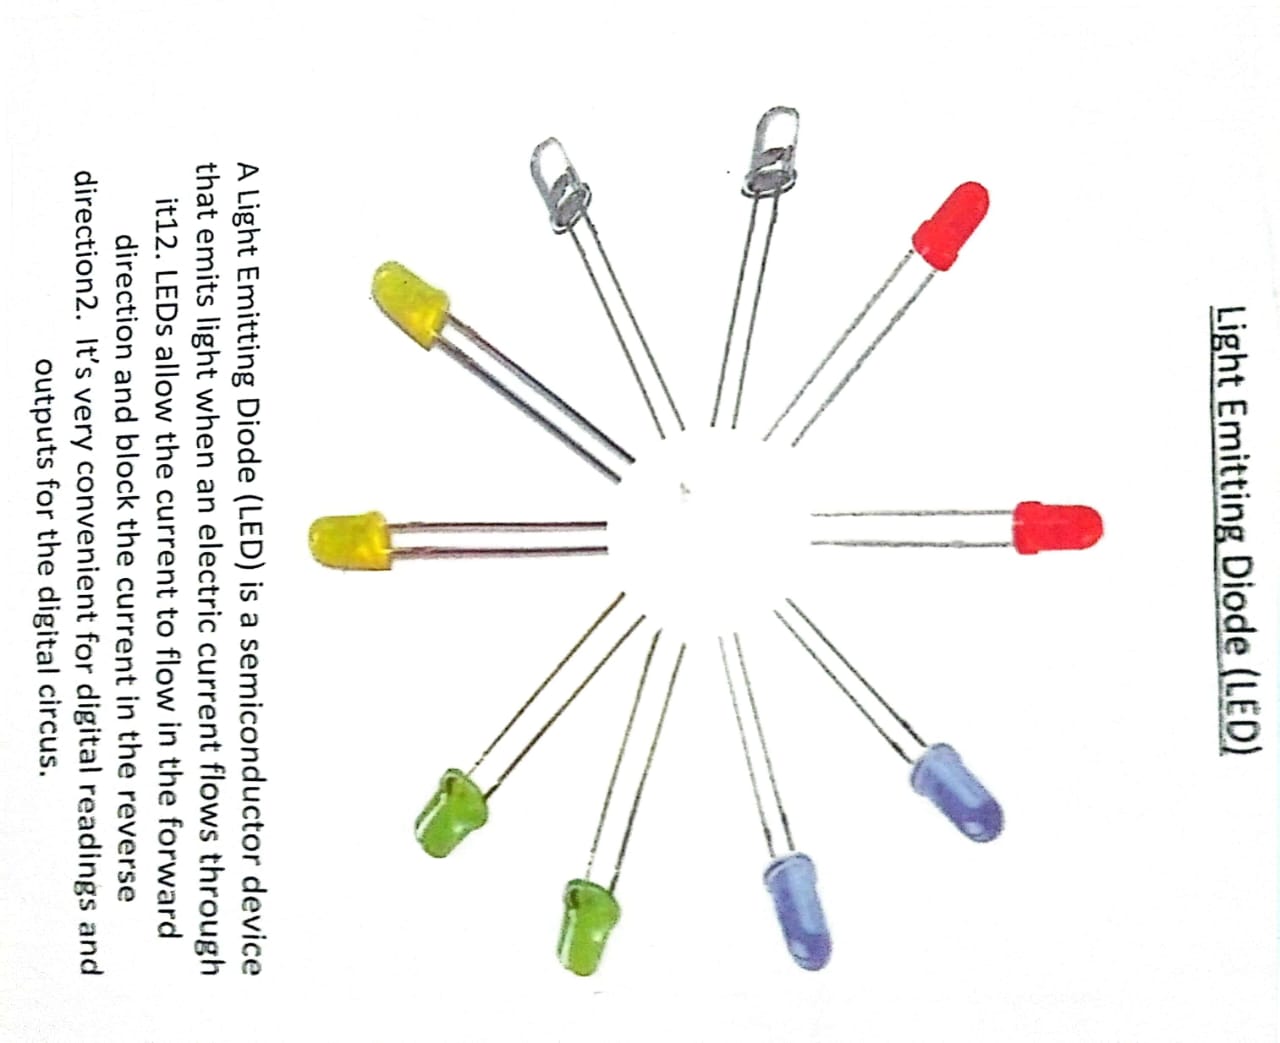 Light Emitting Diode (LED)
A Light Emitting Diode (LED) is a semiconductor device
that emits light when an electric current flows through
it12. LEDs allow the current to flow in the forward
direction and block the current in the reverse
direction2. It's very convenient for digital readings and
outputs for the digital circus.